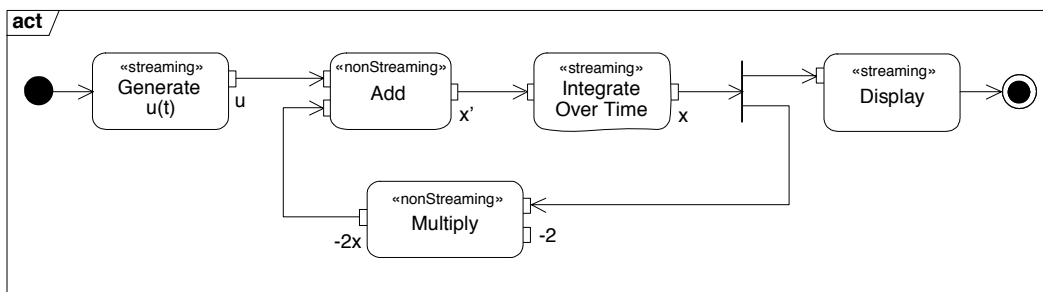 act
«streaming»
Generate
u(t)
u
«nonStreaming»
Add
x'
«streaming»
Integrate
Over Time
x
«streaming»
Display
«nonStreaming»
Multiply
-2x
-2